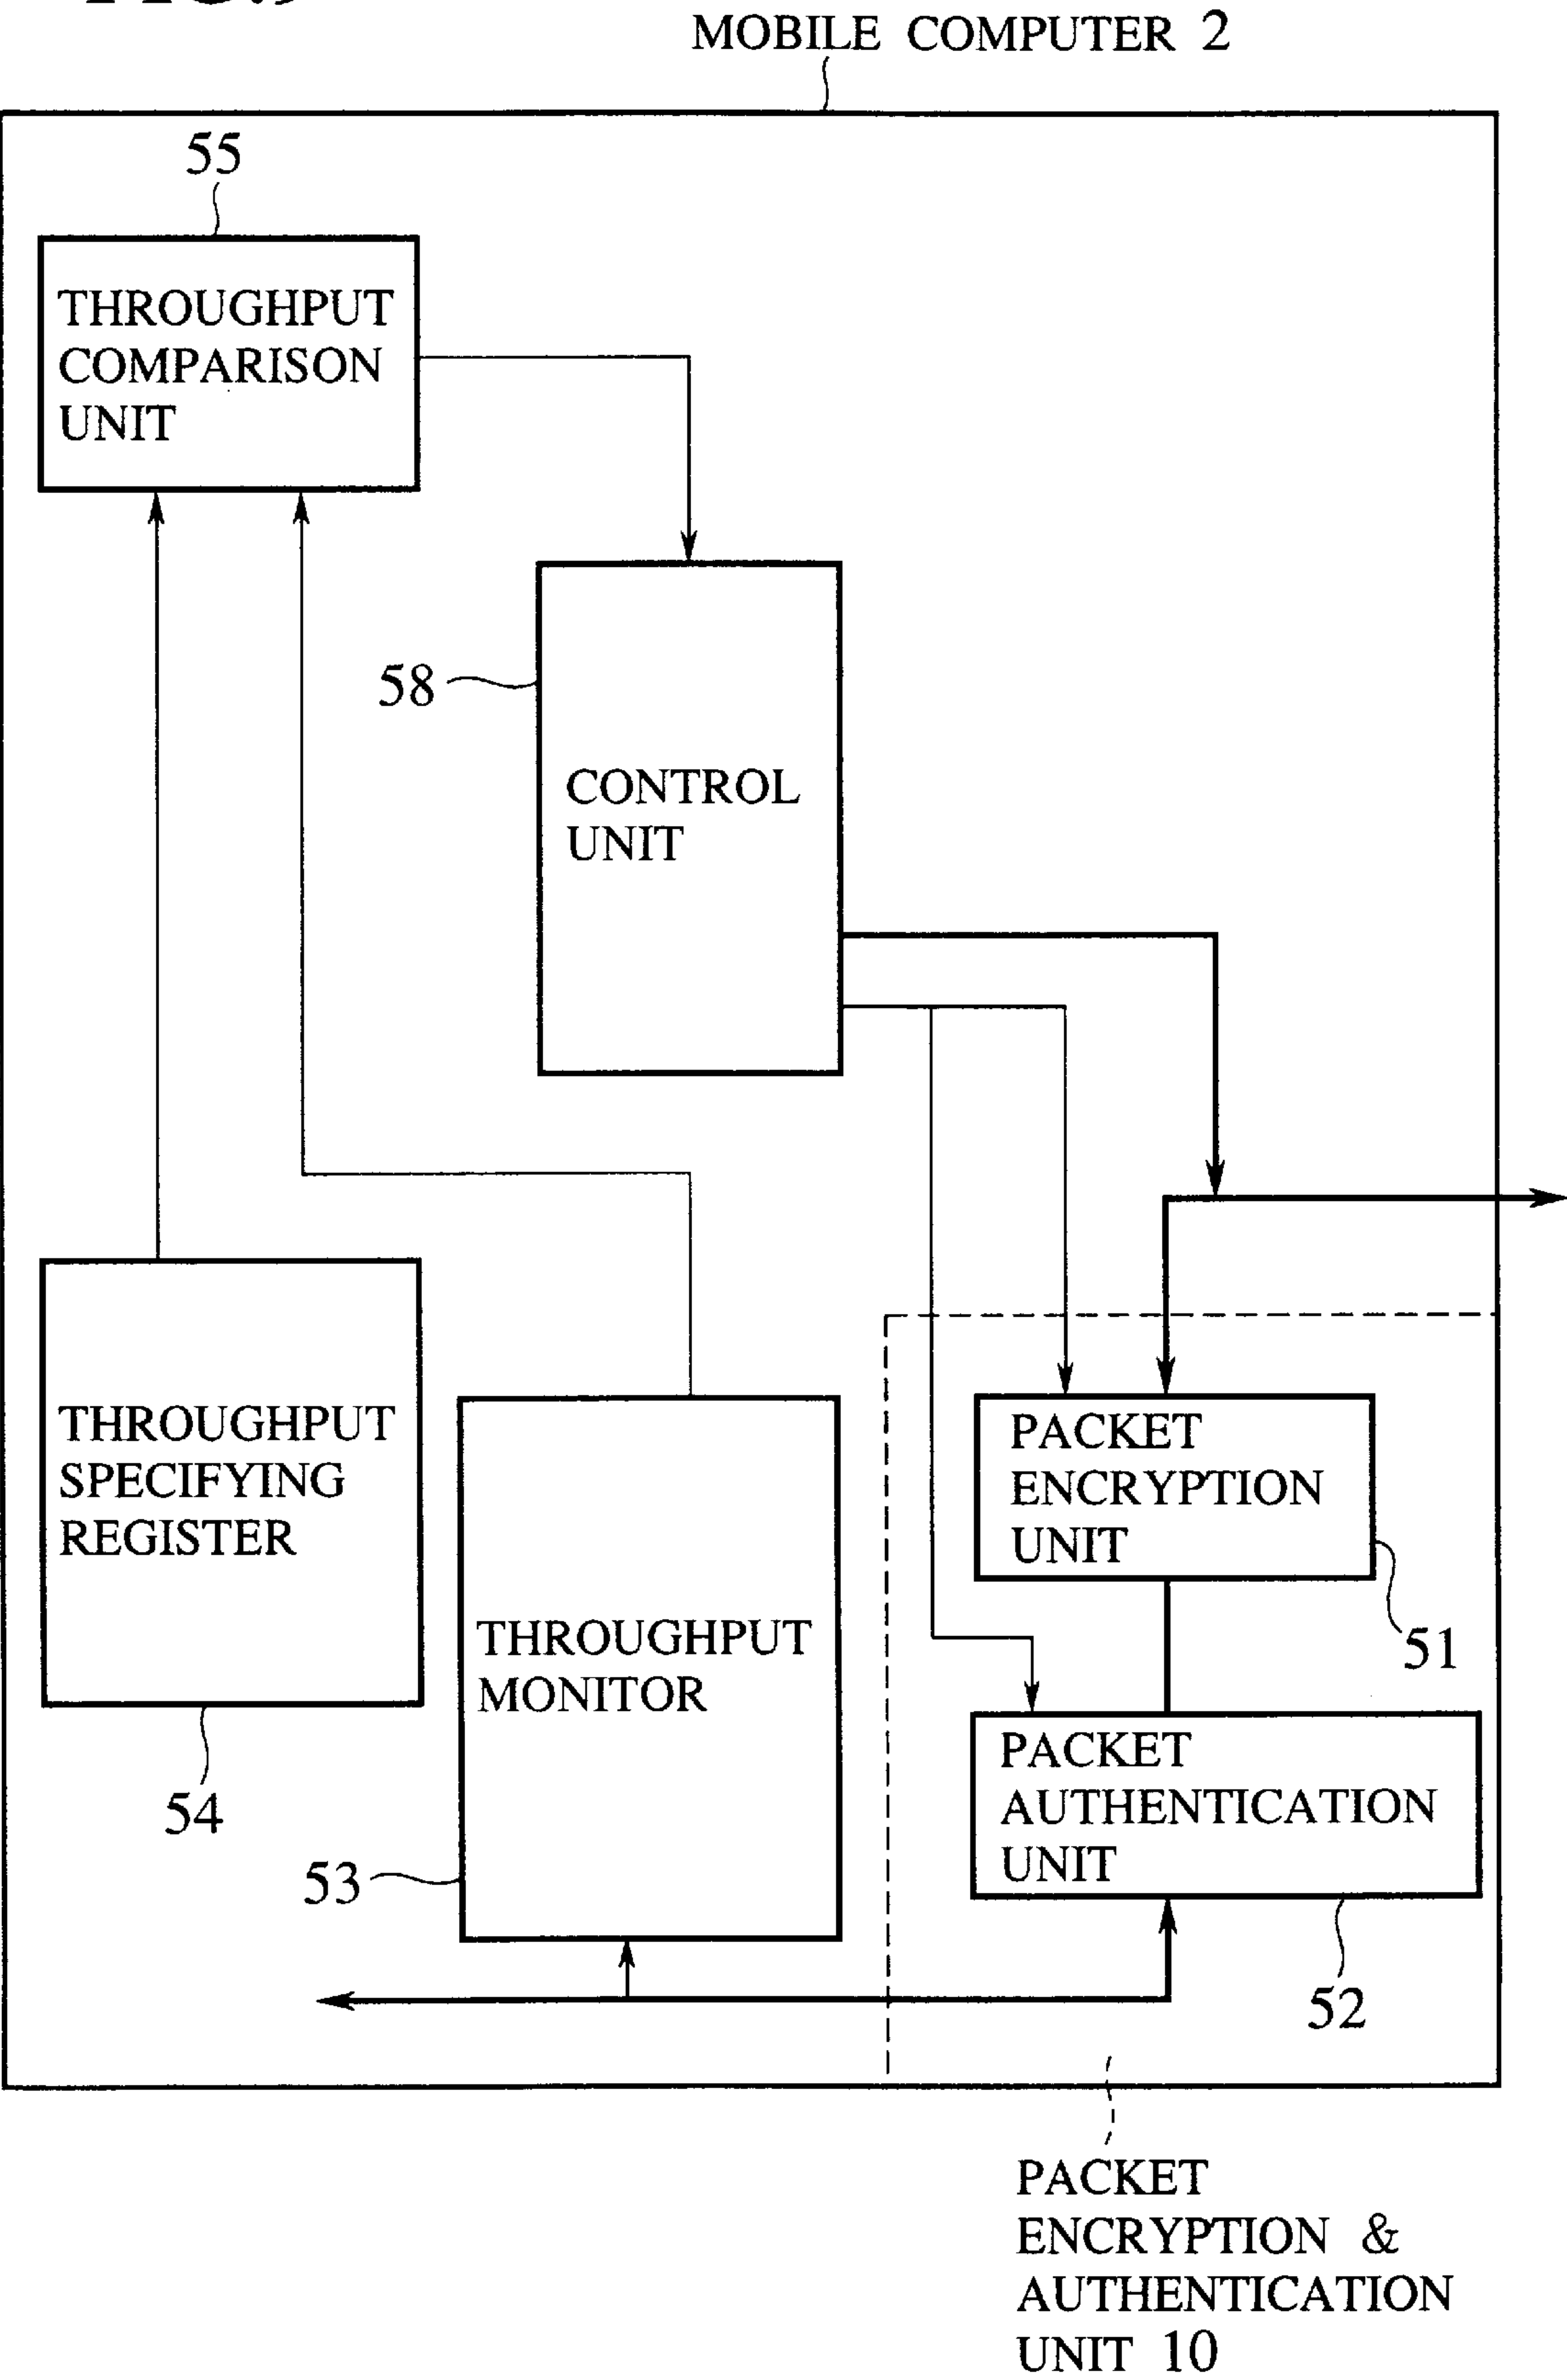 MOBILE COMPUTER 2
55
THROUGHPUT
COMPARISON
UNIT
58
CONTROL
UNIT
THROUGHPUT
SPECIFYING
REGISTER
54
THROUGHPUT
MONITOR
53
PACKET
ENCRYPTION
UNIT
51
PACKET
AUTHENTICATION
UNIT
52
PACKET
ENCRYPTION &
AUTHENTICATION
UNIT 10